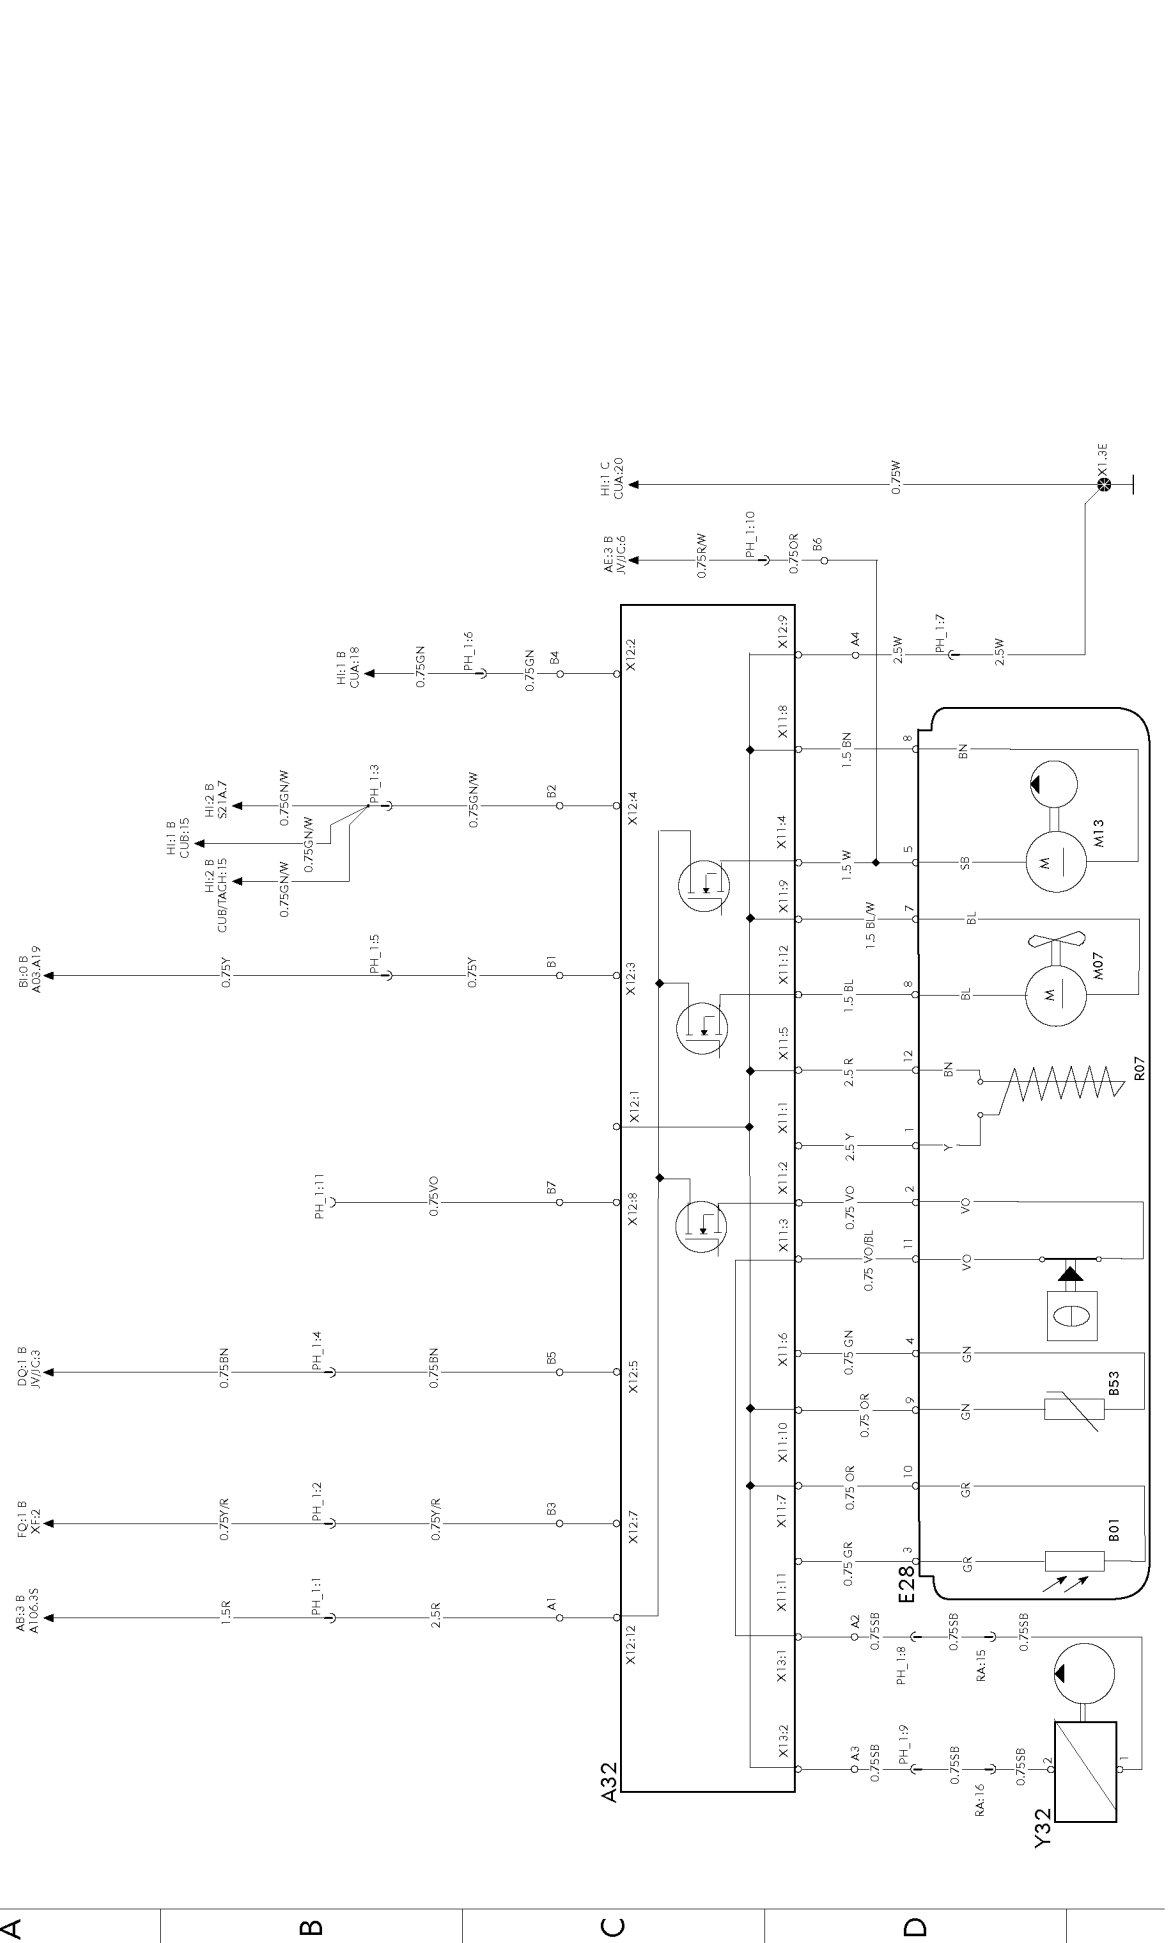 A
B
C
D
AB:3 B
A106.3S
1.5R
PH_1:1
2.5R
A1
X12:12
FQ:1 B
XF:2
0.75Y/R
PH_1:2
0.75Y/R
B3
X12:7
DQ:1 B
JV/JC:3
0.75BN
PH_1:4
0.75BN
B5
X12:5
PH_1:11
0.75VO
B7
X12:8
X12:1
BI:0 B
A03.A19
0.75Y
PH_1:5
0.75Y
B1
X12:3
HI:2 B
CUB/TACH:15
0.75GN/W
HI:1 B
CUB:15
0.75GN/W
HI:2 B
S21A.7
0.75GN/W
PH_1:3
0.75GN/W
B2
X12:4
HI:1 B
CUA:18
0.75GN
PH_1:6
0.75GN
B4
X12:2
AE:3 B
JV/JC:6
0.75R/W
PH_1:10
0.75OR
B6
HI:1 C
CUA:20
0.75W
X1.3E
A32
X13:2
X13:1
X11:11
X11:7
X11:10
X11:6
X11:3
X11:2
X11:1
X11:5
X11:12
X11:9
X11:4
X11:8
X12:9
A3
0.75SB
PH_1:9
0.75SB
RA:16
0.75SB
2
1
Y32
A2
0.75SB
PH_1:8
0.75SB
RA:15
0.75SB
E28
0.75 GR
3
GR
0.75 OR
10
GR
B01
0.75 OR
9
GN
0.75 GN
4
GN
B53
0.75 VO/BL
11
VO
0.75 VO
2
VO
2.5 Y
1
Y
2.5 R
12
BN
R07
1.5 BL
8
BL
M
1.5 BL/W
7
BL
M07
1.5 W
5
SB
M
1.5 BN
8
BN
M13
A4
2.5W
PH_1:7
2.5W